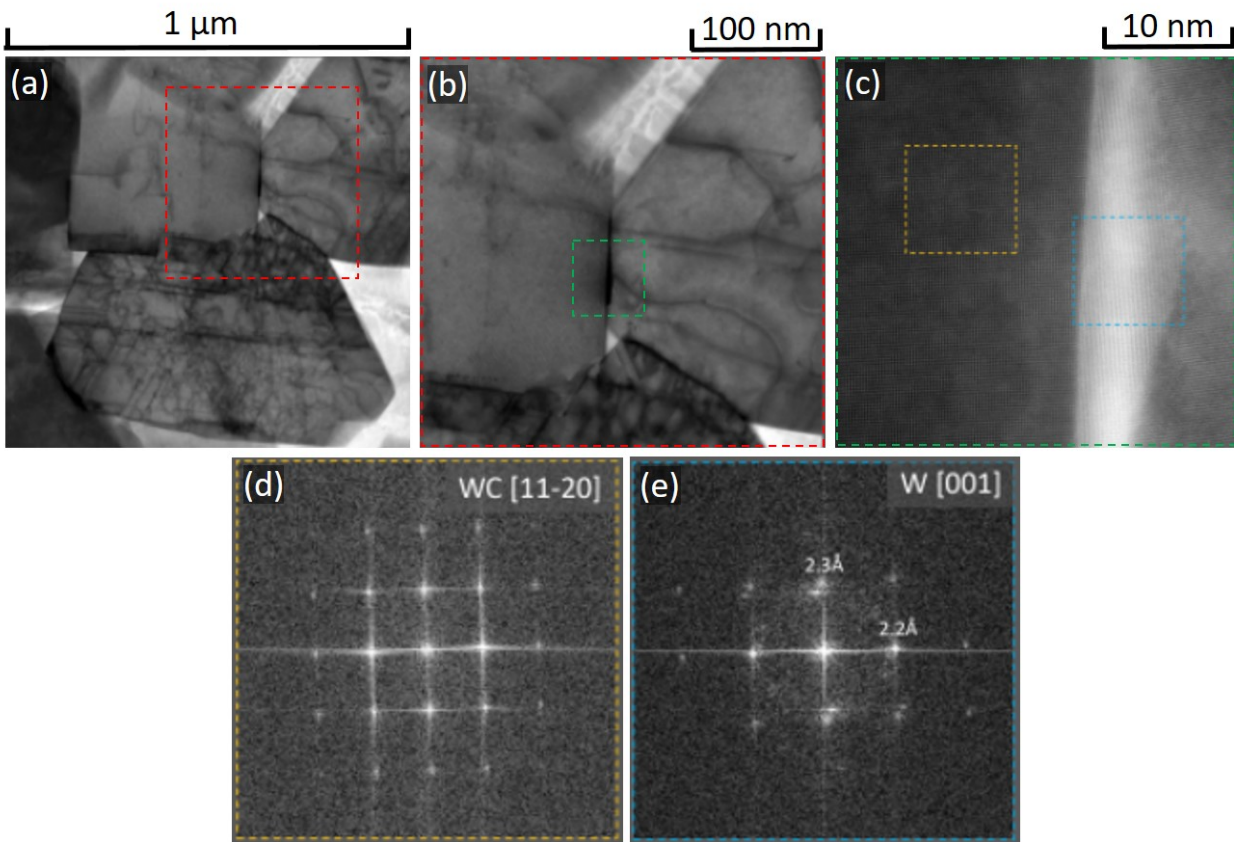 1 µm
100 nm
10 nm
(a)
(b)
(c)
(d)
WC [11-20]
(e)
W [001]
2.3Å
2.2Å